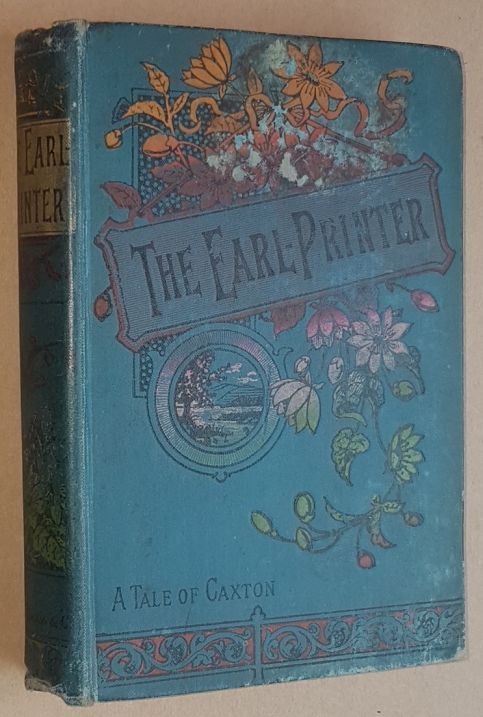 EARL-
INTER
THE EARL-PRINTER
A TALE OF CAXTON